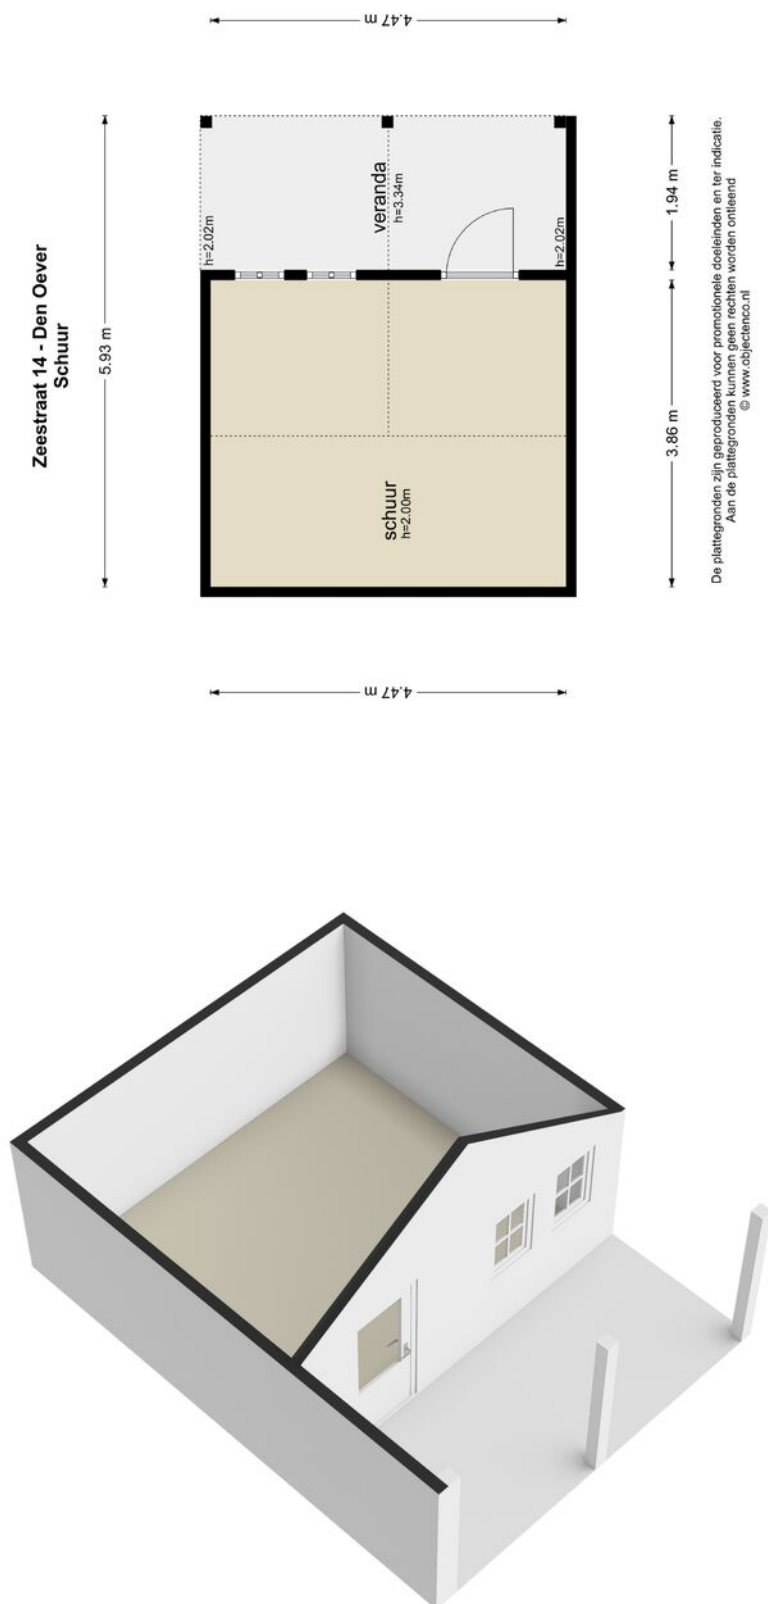 4.47 m
Zeestraat 14 - Den Oever
Schuur
5.93 m
h=2.02m
veranda
h=3.34m
h=2.02m
1.94 m
schuur
h=2.00m
3.86 m
De plattegronden zijn geproduceerd voor promotionele doeleinden en ter indicatie.
Aan de plattegronden kunnen geen rechten worden ontleend
© www.objectenco.nl
4.47 m